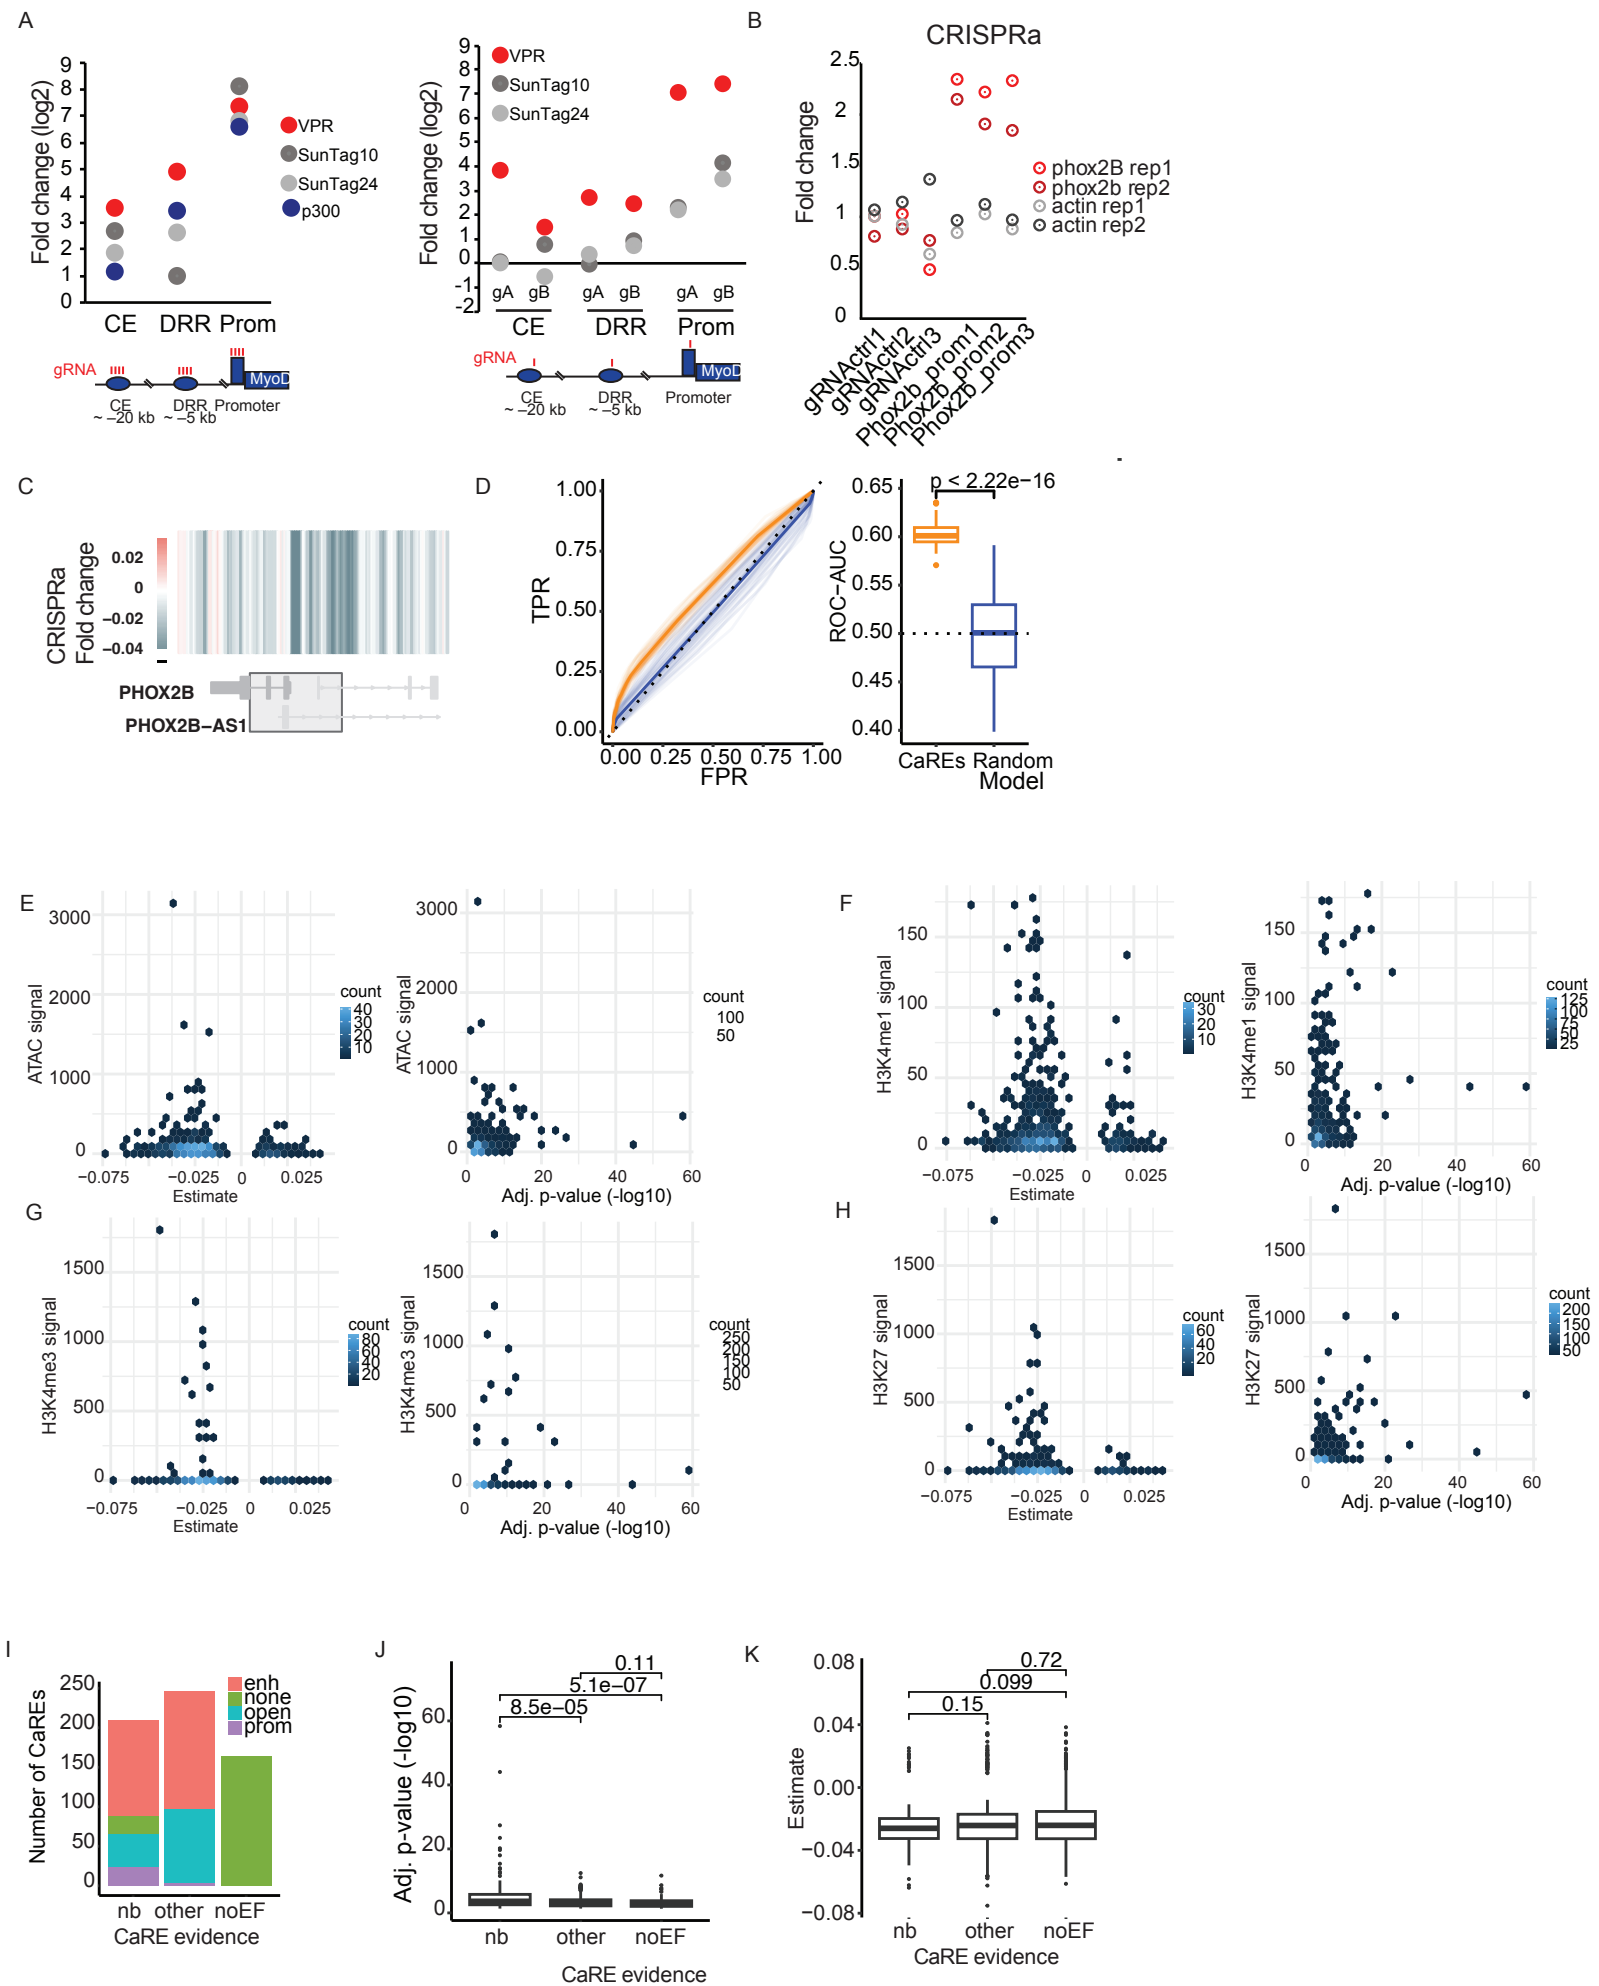 A
Fold change (log2)
9
8
7
6
5
4
3
2
1
0
VPR
SunTag10
SunTag24
p300
CE DRR Prom
gRNA
MyoD
CE DRR Promoter
~ –20 kb ~ –5 kb
Fold change (log2)
9
8
7
6
5
4
3
2
1
0
-1
-2
VPR
SunTag10
SunTag24
gA gB gA gB gA gB
CE DRR Prom
gRNA
MyoD
CE DRR Promoter
~ –20 kb ~ –5 kb
B
CRISPRa
Fold change
2.5
2
1.5
1
0.5
0
phox2B rep1
phox2b rep2
actin rep1
actin rep2
gRNActrl1
gRNActrl2
gRNActrl3
Phox2b_prom1
Phox2b_prom2
Phox2b_prom3
C
CRISPRa
Fold change
0.02
0
−0.02
−0.04
PHOX2B
PHOX2B−AS1
D
TPR
1.00
0.75
0.50
0.25
0.00
0.00 0.25 0.50 0.75 1.00
FPR
ROC−AUC
0.65
0.60
0.55
0.50
0.45
0.40
p < 2.22e−16
CaREs Random
Model
E
ATAC signal
3000
2000
1000
0
−0.075 −0.025 0 0.025
Estimate
count
40
30
20
10
ATAC signal
3000
2000
1000
0
0 20 40 60
Adj. p-value (-log10)
count
100
50
F
H3K4me1 signal
150
100
50
0
−0.075 −0.025 0 0.025
Estimate
count
30
20
10
H3K4me1 signal
150
100
50
0
0 20 40 60
Adj. p-value (-log10)
count
125
100
75
50
25
G
H3K4me3 signal
1500
1000
500
0
−0.075 −0.025 0 0.025
Estimate
count
80
60
40
20
H3K4me3 signal
1500
1000
500
0
0 20 40 60
Adj. p-value (-log10)
count
250
200
150
100
50
H
H3K27 signal
1500
1000
500
0
−0.075 −0.025 0 0.025
Estimate
count
60
40
20
H3K27 signal
1500
1000
500
0
0 20 40 60
Adj. p-value (-log10)
count
200
150
100
50
I
Number of CaREs
250
200
150
100
50
0
enh
none
open
prom
nb other noEF
CaRE evidence
J
Adj. p-value (-log10)
60
40
20
0
0.11
5.1e−07
8.5e−05
nb other noEF
CaRE evidence
K
Estimate
0.08
0.04
0.00
−0.04
−0.08
0.72
0.099
0.15
nb other noEF
CaRE evidence